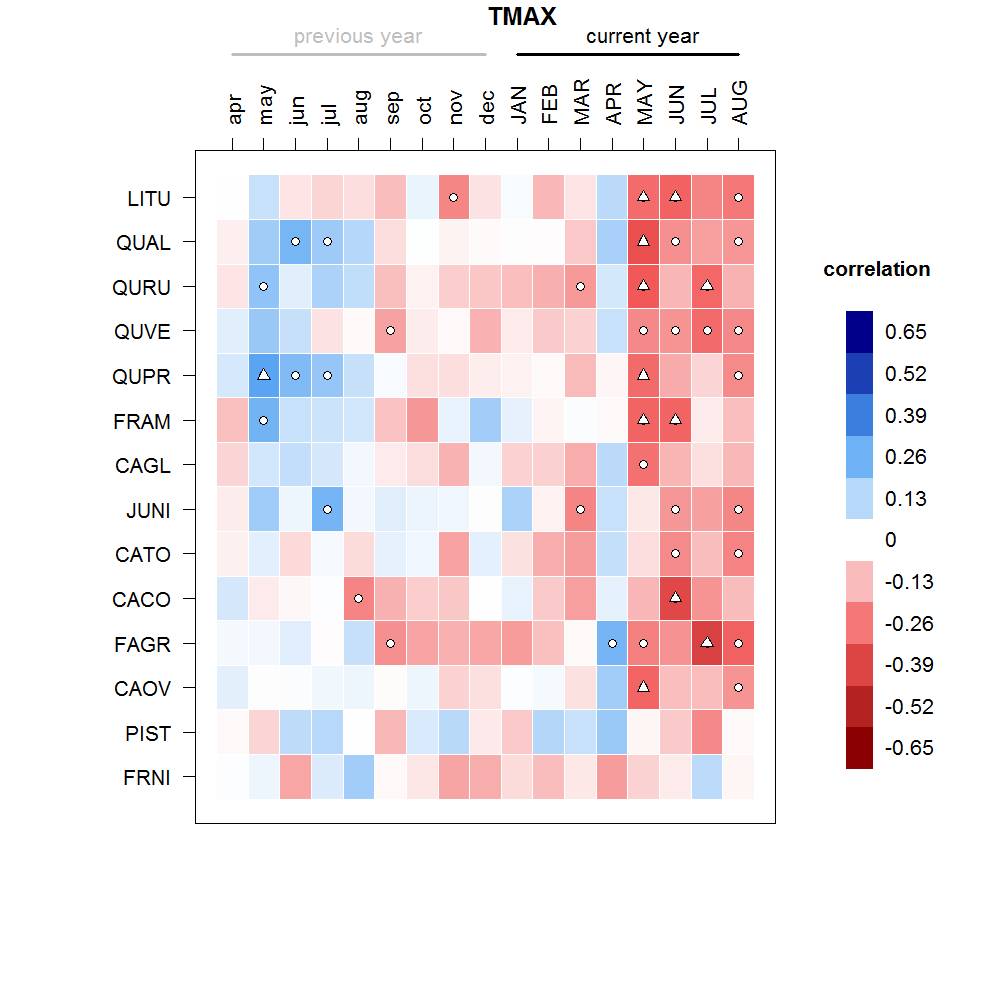 TMAX
previous year current year
apr may jun jul aug sep oct nov dec JAN FEB MAR APR MAY JUN JUL AUG
LITU
QUAL
QURU
QUVE
QUPR
FRAM
CAGL
JUNI
CATO
CACO
FAGR
CAOV
PIST
FRNI
correlation
0.65
0.52
0.39
0.26
0.13
0
-0.13
-0.26
-0.39
-0.52
-0.65